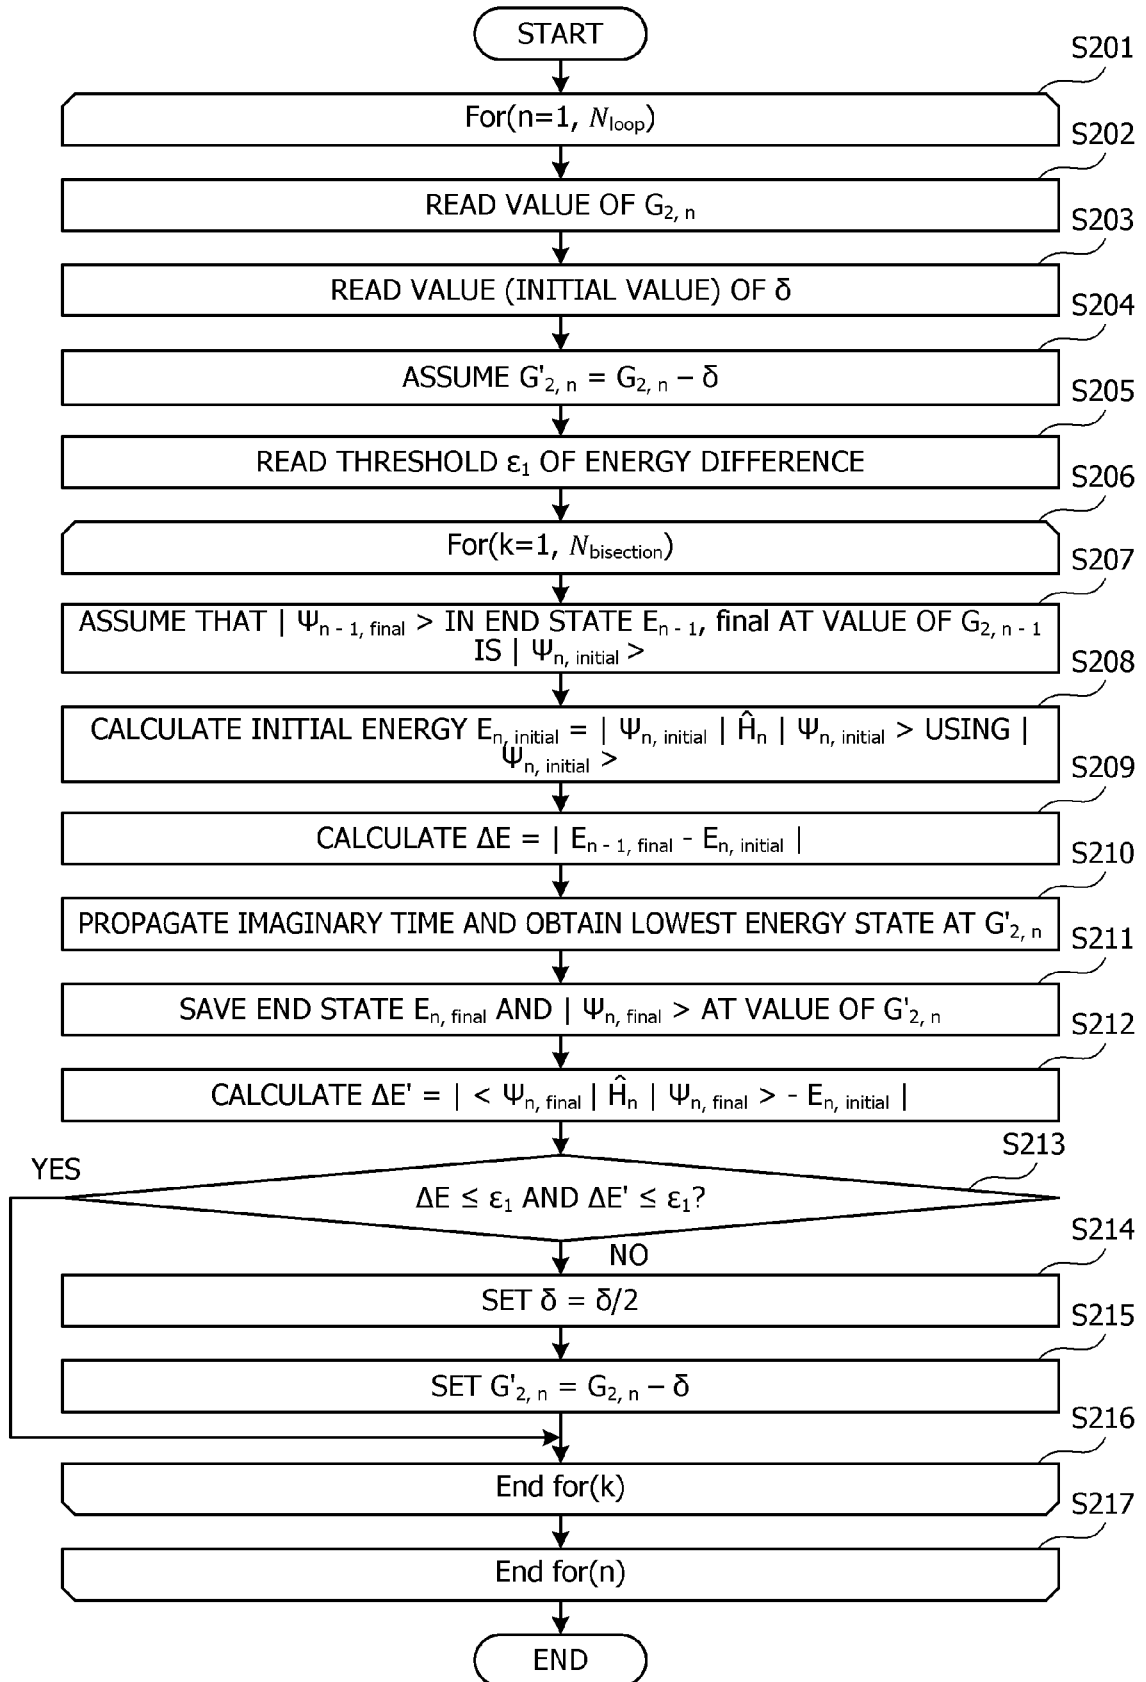 START
S201
For(n=1, N_loop)
S202
READ VALUE OF G_2, n
S203
READ VALUE (INITIAL VALUE) OF δ
S204
ASSUME G'_2, n = G_2, n – δ
S205
READ THRESHOLD ε_1 OF ENERGY DIFFERENCE
S206
For(k=1, N_bisection)
S207
ASSUME THAT | Ψ_n - 1, final > IN END STATE E_n - 1, final AT VALUE OF G_2, n - 1
IS | Ψ_n, initial >
S208
CALCULATE INITIAL ENERGY E_n, initial = | Ψ_n, initial | Ĥ_n | Ψ_n, initial > USING |
Ψ_n, initial >
S209
CALCULATE ΔE = | E_n - 1, final - E_n, initial |
S210
PROPAGATE IMAGINARY TIME AND OBTAIN LOWEST ENERGY STATE AT G'_2, n
S211
SAVE END STATE E_n, final AND | Ψ_n, final > AT VALUE OF G'_2, n
S212
CALCULATE ΔE' = | < Ψ_n, final | Ĥ_n | Ψ_n, final > - E_n, initial |
S213
YES
ΔE ≤ ε_1 AND ΔE' ≤ ε_1?
NO
S214
SET δ = δ/2
S215
SET G'_2, n = G_2, n – δ
S216
End for(k)
S217
End for(n)
END